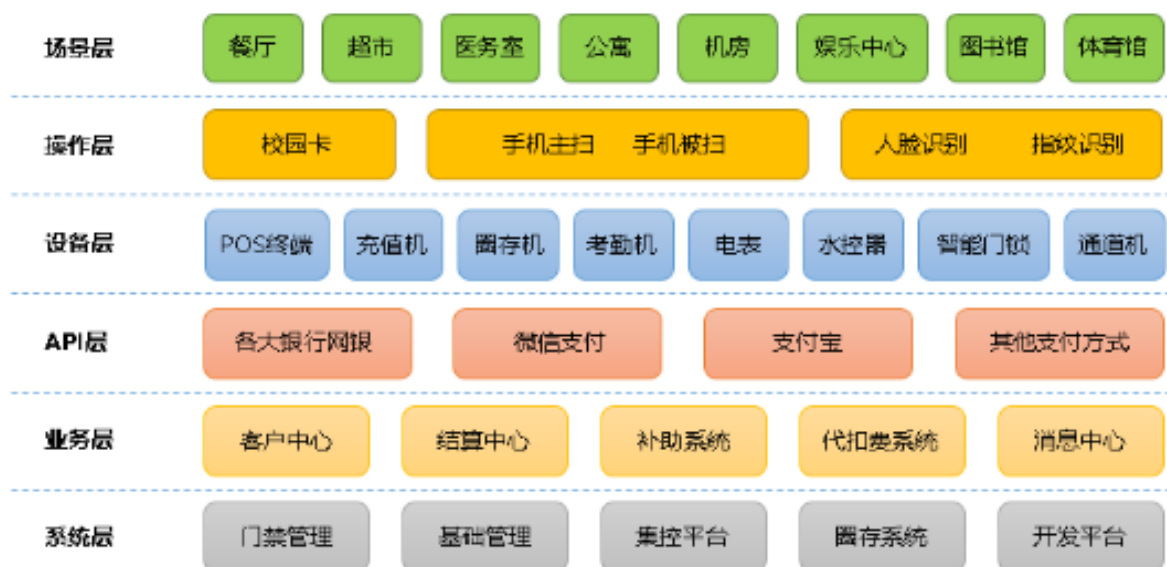 场景层 餐厅 超市 医务室 公寓 机房 娱乐中心 图书馆 体育馆
操作层 校园卡 手机主扫 手机被扫 人脸识别 指纹识别
设备层 POS终端 充值机 圈存机 考勤机 电表 水控器 智能门锁 通道机
API层 各大银行网银 微信支付 支付宝 其他支付方式
业务层 客户中心 结算中心 补助系统 代扣费系统 消息中心
系统层 门禁管理 基础管理 集控平台 圈存系统 开发平台